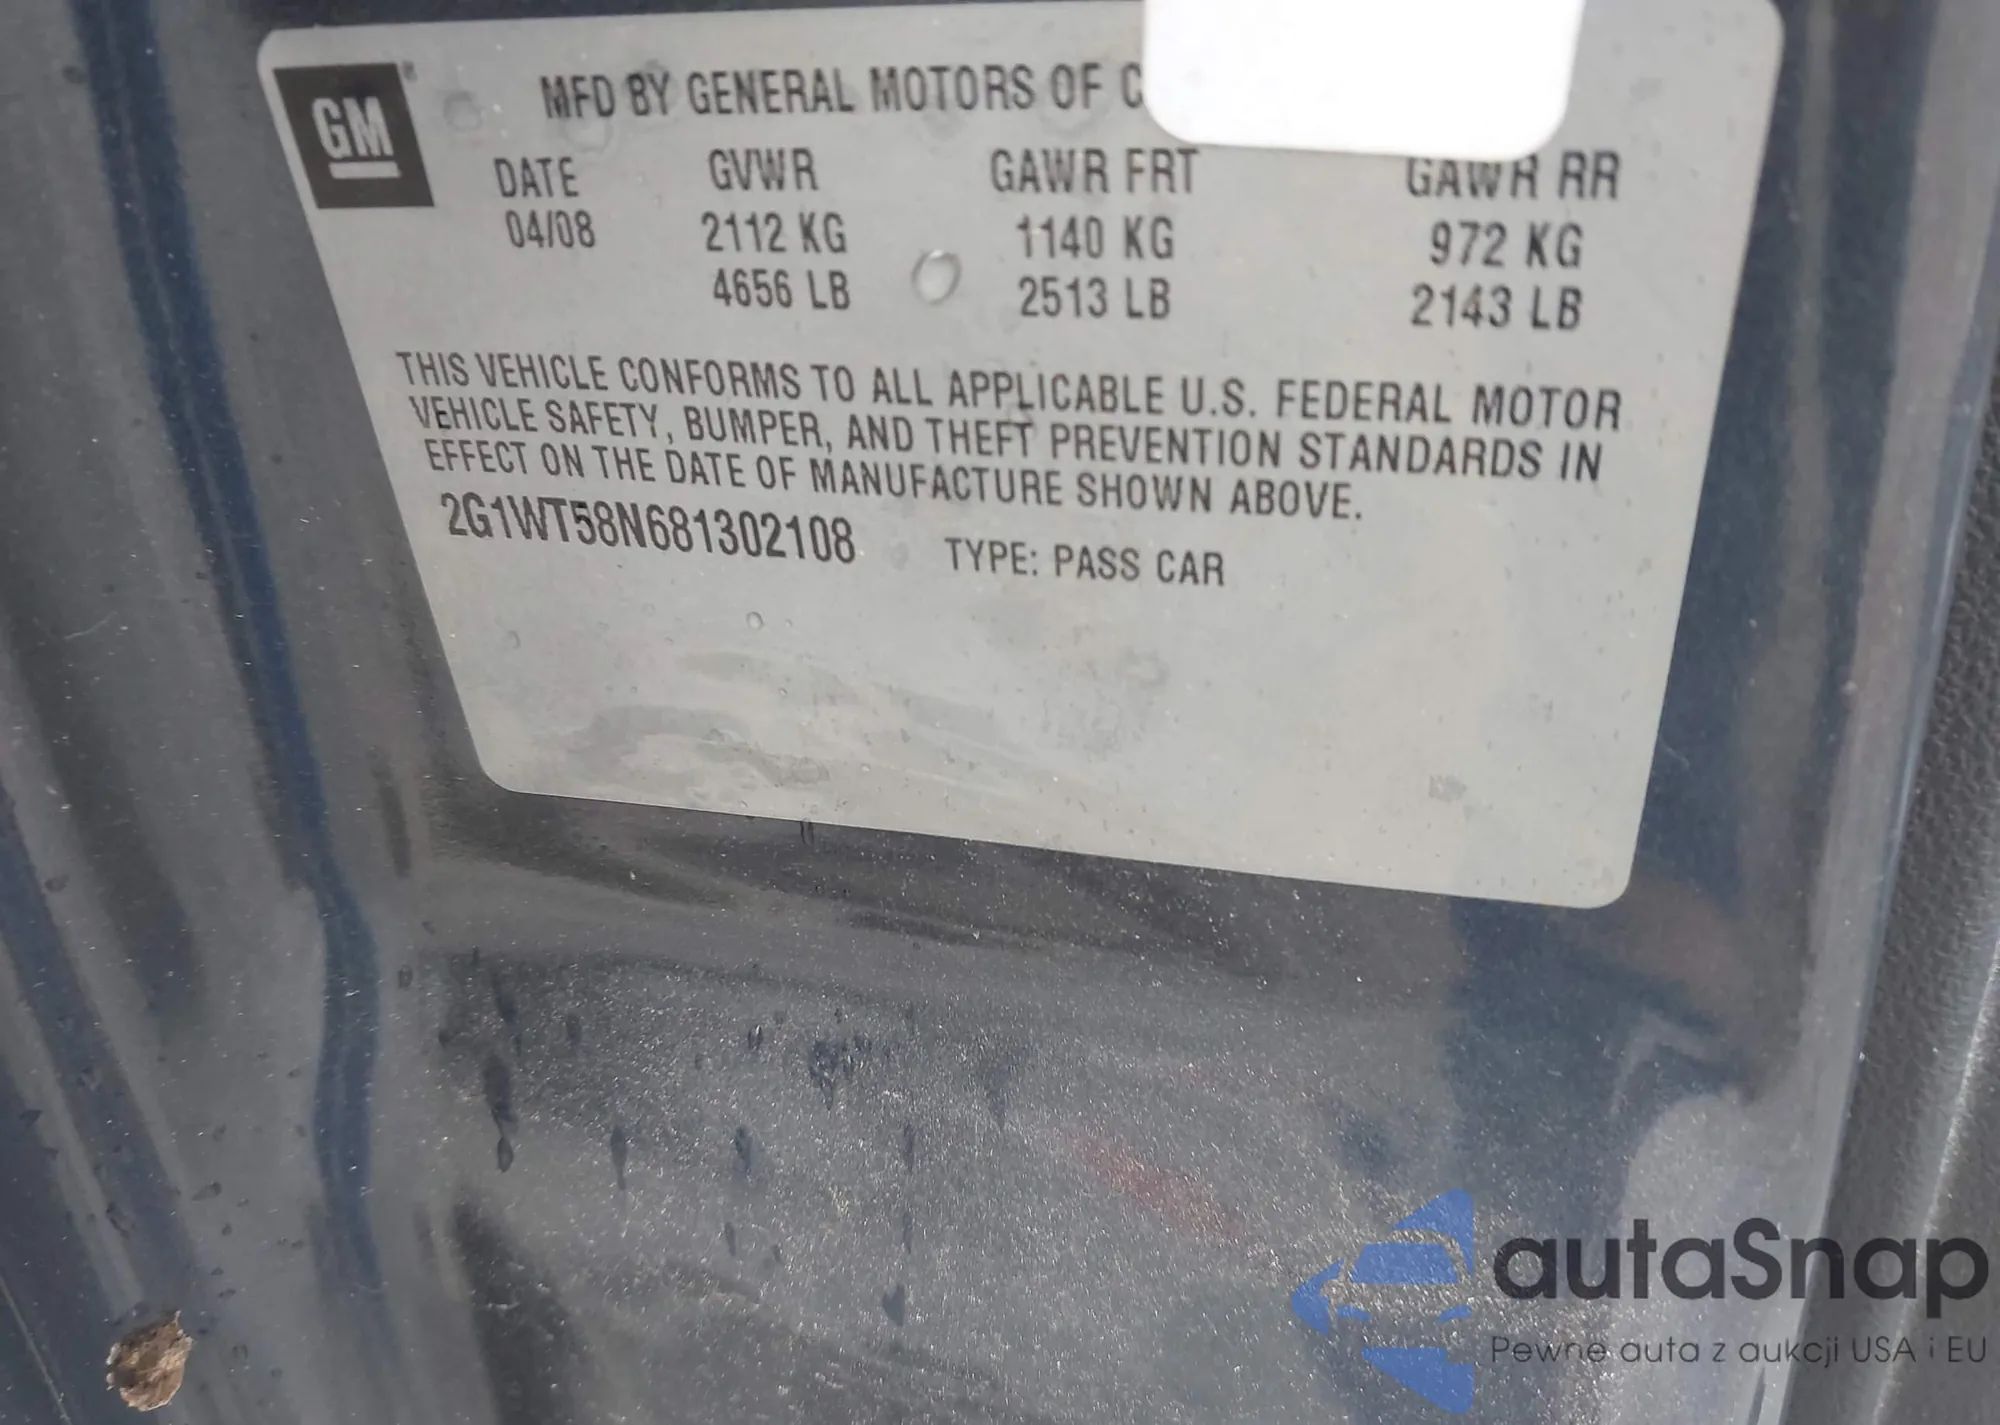 GM®
MFD BY GENERAL MOTORS OF C
DATE GVWR GAWR FRT GAWR RR
04/08 2112 KG 1140 KG 972 KG
4656 LB 2513 LB 2143 LB
THIS VEHICLE CONFORMS TO ALL APPLICABLE U.S. FEDERAL MOTOR
VEHICLE SAFETY, BUMPER, AND THEFT PREVENTION STANDARDS IN
EFFECT ON THE DATE OF MANUFACTURE SHOWN ABOVE.
2G1WT58N681302108 TYPE: PASS CAR
autaSnap
Pewne auta z aukcji USA i EU